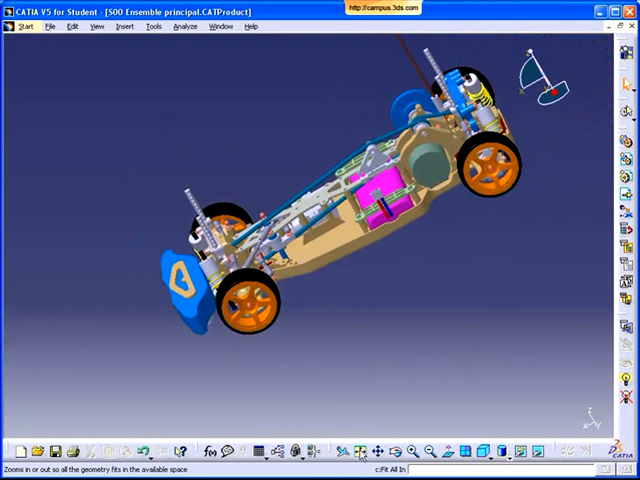 http://campus.3ds.com
CATIA V5 for Student - [S00 Ensemble principal.CATProduct]
Start File Edit View Insert Tools Analyze Window Help
CATIA
Zooms in or out so all the geometry fits in the available space
c:Fit All In